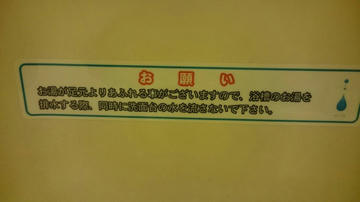 お願い
お湯が足元よりあふれる事がございますので、浴槽のお湯を
排水する際、同時に洗面台の水を流さないで下さい。